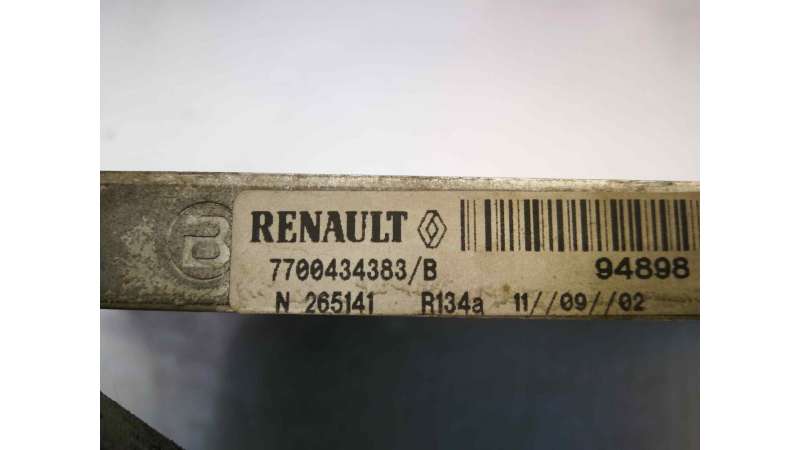 B RENAULT
7700434383/B 94898
N 265141 R134a 11//09//02